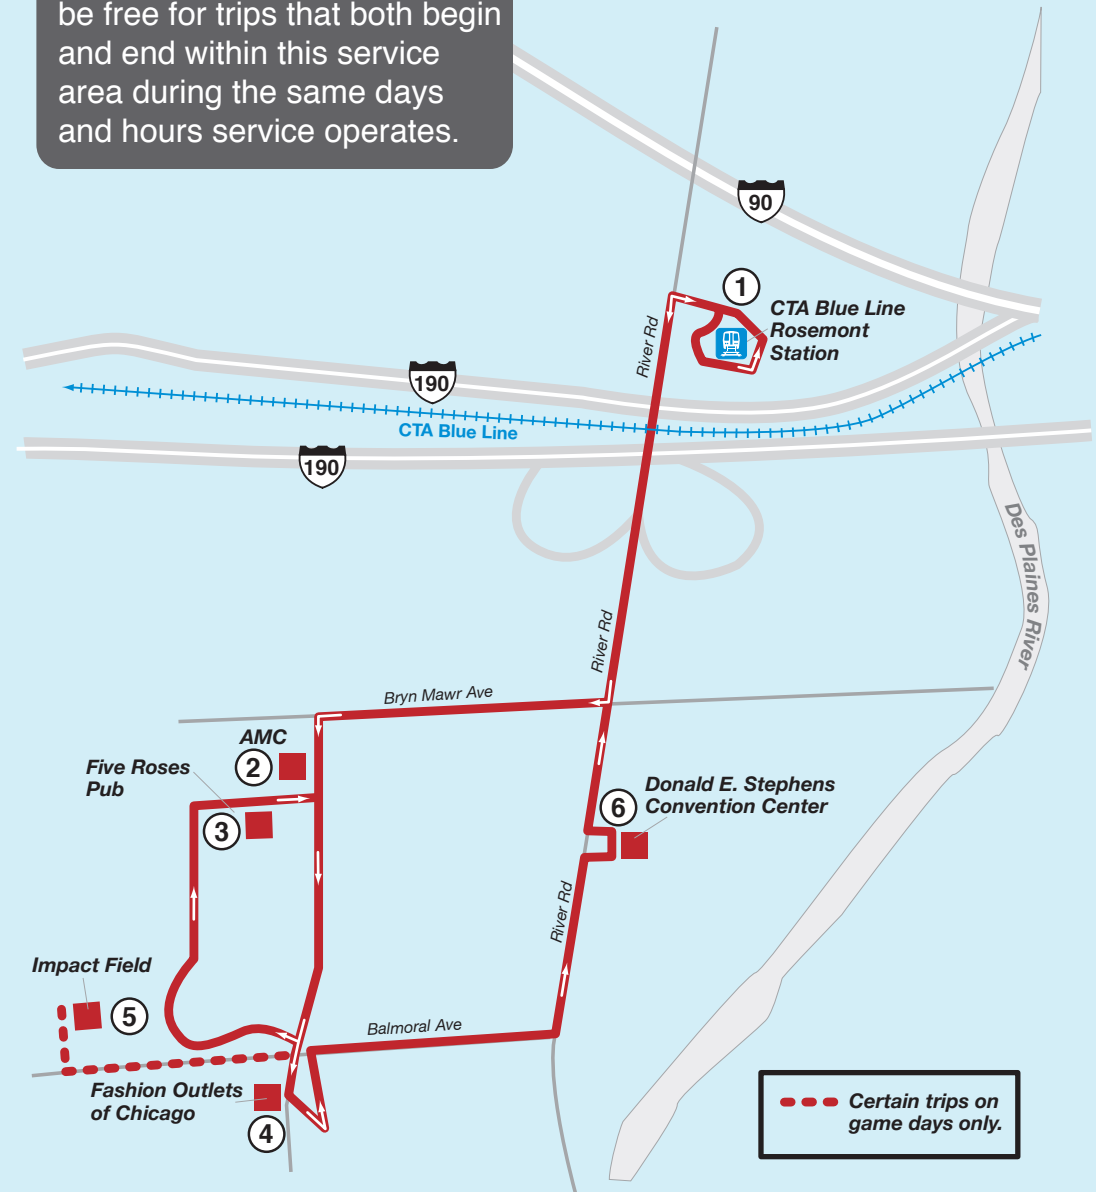 be free for trips that both begin
and end within this service
area during the same days
and hours service operates.
90
1
CTA Blue Line
Rosemont
Station
River Rd
190
CTA Blue Line
190
Des Plaines River
River Rd
Bryn Mawr Ave
AMC
2
Five Roses
Pub
3
Donald E. Stephens
Convention Center
6
River Rd
Impact Field
5
Balmoral Ave
Fashion Outlets
of Chicago
4
Certain trips on
game days only.